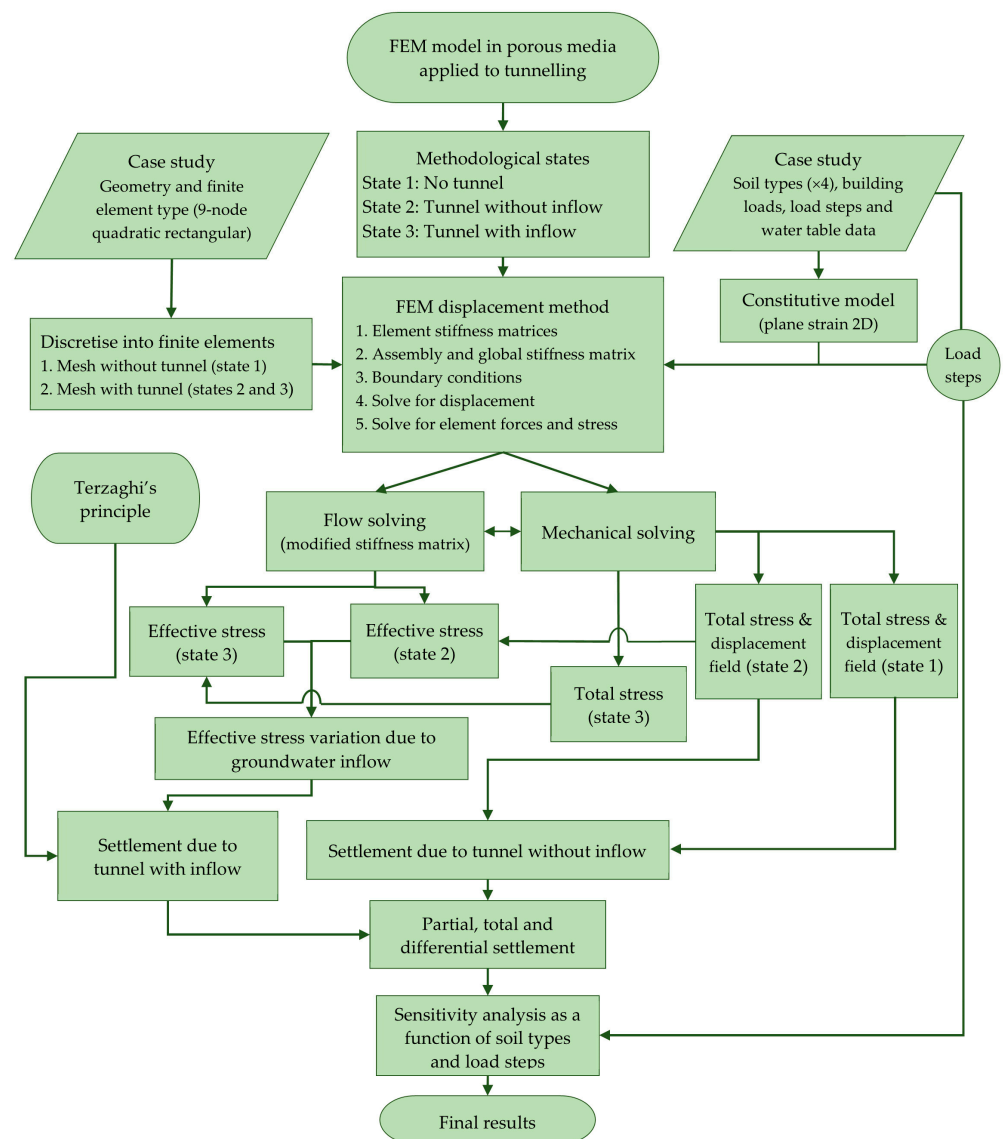 FEM model in porous media
applied to tunnelling
Case study
Geometry and finite
element type (9-node
quadratic rectangular)
Methodological states
State 1: No tunnel
State 2: Tunnel without inflow
State 3: Tunnel with inflow
Case study
Soil types (×4), building
loads, load steps and
water table data
Constitutive model
(plane strain 2D)
Discretise into finite elements
1. Mesh without tunnel (state 1)
2. Mesh with tunnel (states 2 and 3)
FEM displacement method
1. Element stiffness matrices
2. Assembly and global stiffness matrix
3. Boundary conditions
4. Solve for displacement
5. Solve for element forces and stress
Load
steps
Terzaghi’s
principle
Flow solving
(modified stiffness matrix)
Mechanical solving
Effective stress
(state 3)
Effective stress
(state 2)
Total stress &
displacement
field (state 2)
Total stress &
displacement
field (state 1)
Total stress
(state 3)
Effective stress variation due to
groundwater inflow
Settlement due to
tunnel with inflow
Settlement due to tunnel without inflow
Partial, total and
differential settlement
Sensitivity analysis as a
function of soil types
and load steps
Final results